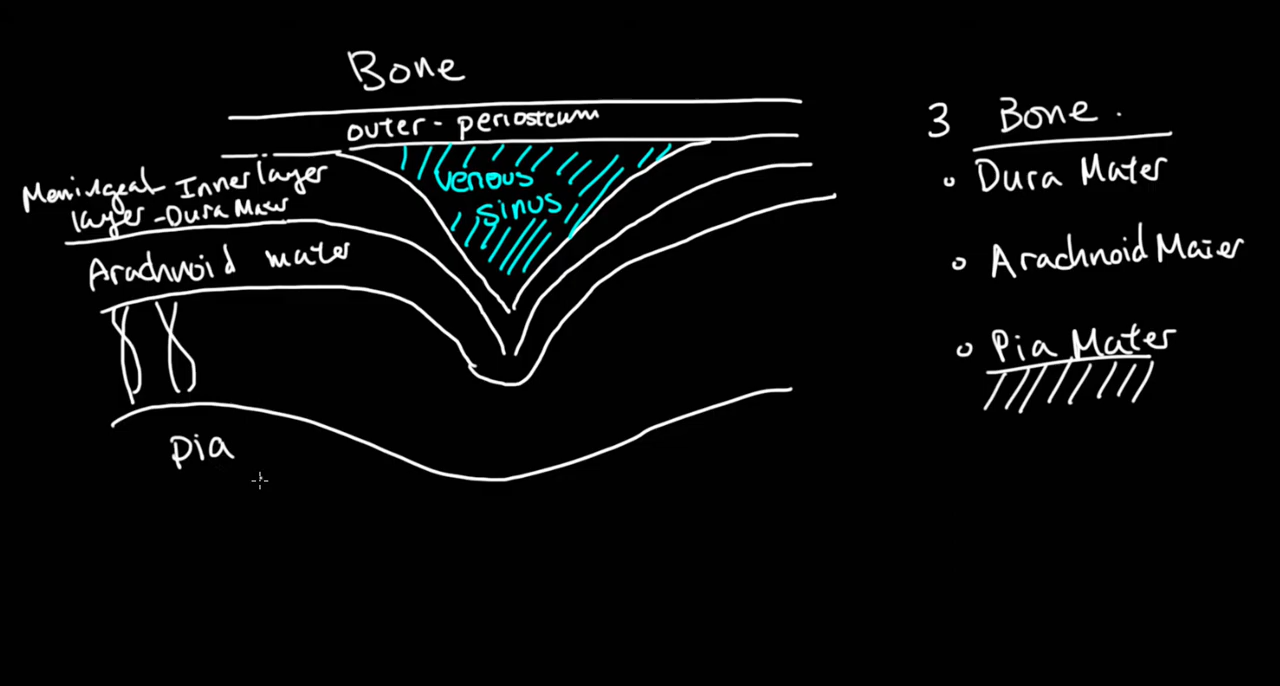 Bone
outer - periosteum
venous
sinus
Meningeal Inner layer
layer - Dura Mater
Arachnoid mater
Pia
3 Bone.
Dura Mater
Arachnoid Mater
Pia Mater